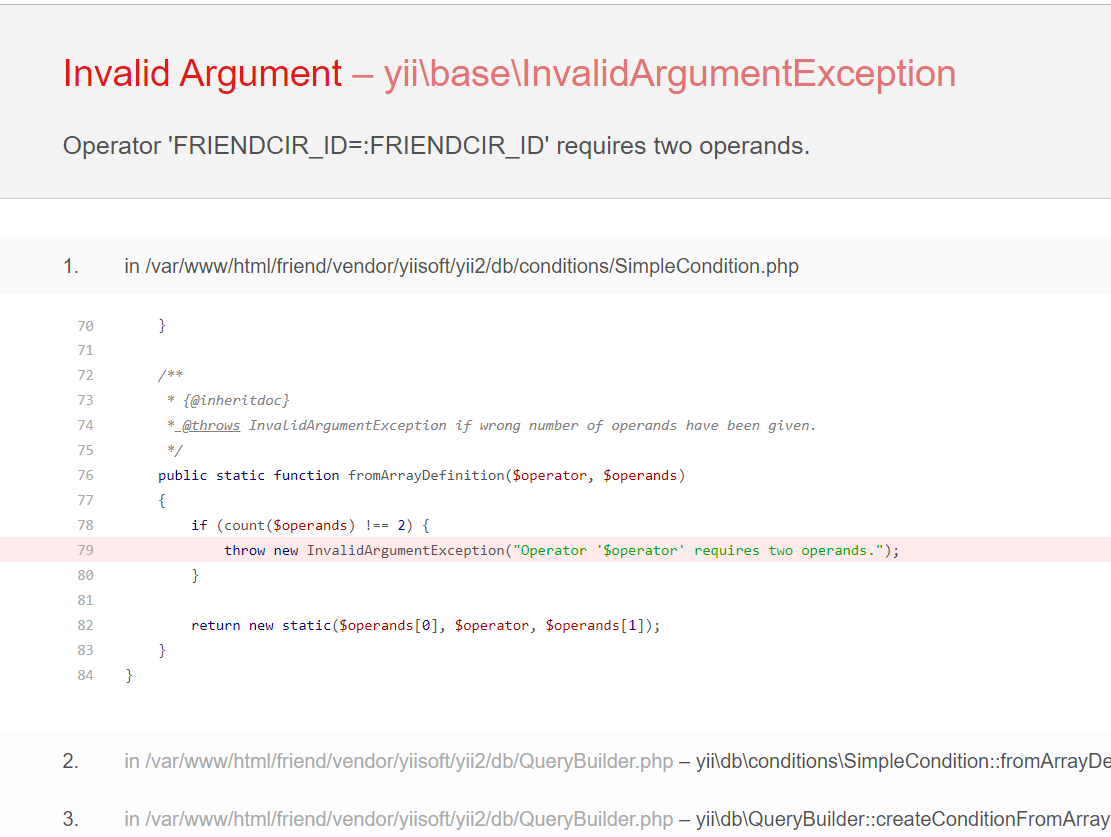 Invalid Argument – yii\base\InvalidArgumentException
Operator 'FRIENDCIR_ID=:FRIENDCIR_ID' requires two operands.
1. in /var/www/html/friend/vendor/yiisoft/yii2/db/conditions/SimpleCondition.php
70 }
71
72 /**
73 * {@inheritdoc}
74 * @throws InvalidArgumentException if wrong number of operands have been given.
75 */
76 public static function fromArrayDefinition($operator, $operands)
77 {
78 if (count($operands) !== 2) {
79 throw new InvalidArgumentException("Operator '$operator' requires two operands.");
80 }
81
82 return new static($operands[0], $operator, $operands[1]);
83 }
84 }
2. in /var/www/html/friend/vendor/yiisoft/yii2/db/QueryBuilder.php – yii\db\conditions\SimpleCondition::fromArrayDe
3. in /var/www/html/friend/vendor/yiisoft/yii2/db/QueryBuilder.php – yii\db\QueryBuilder::createConditionFromArray